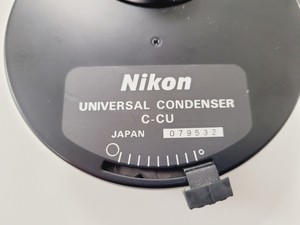 Nikon
UNIVERSAL CONDENSER
C-CU
JAPAN 079532